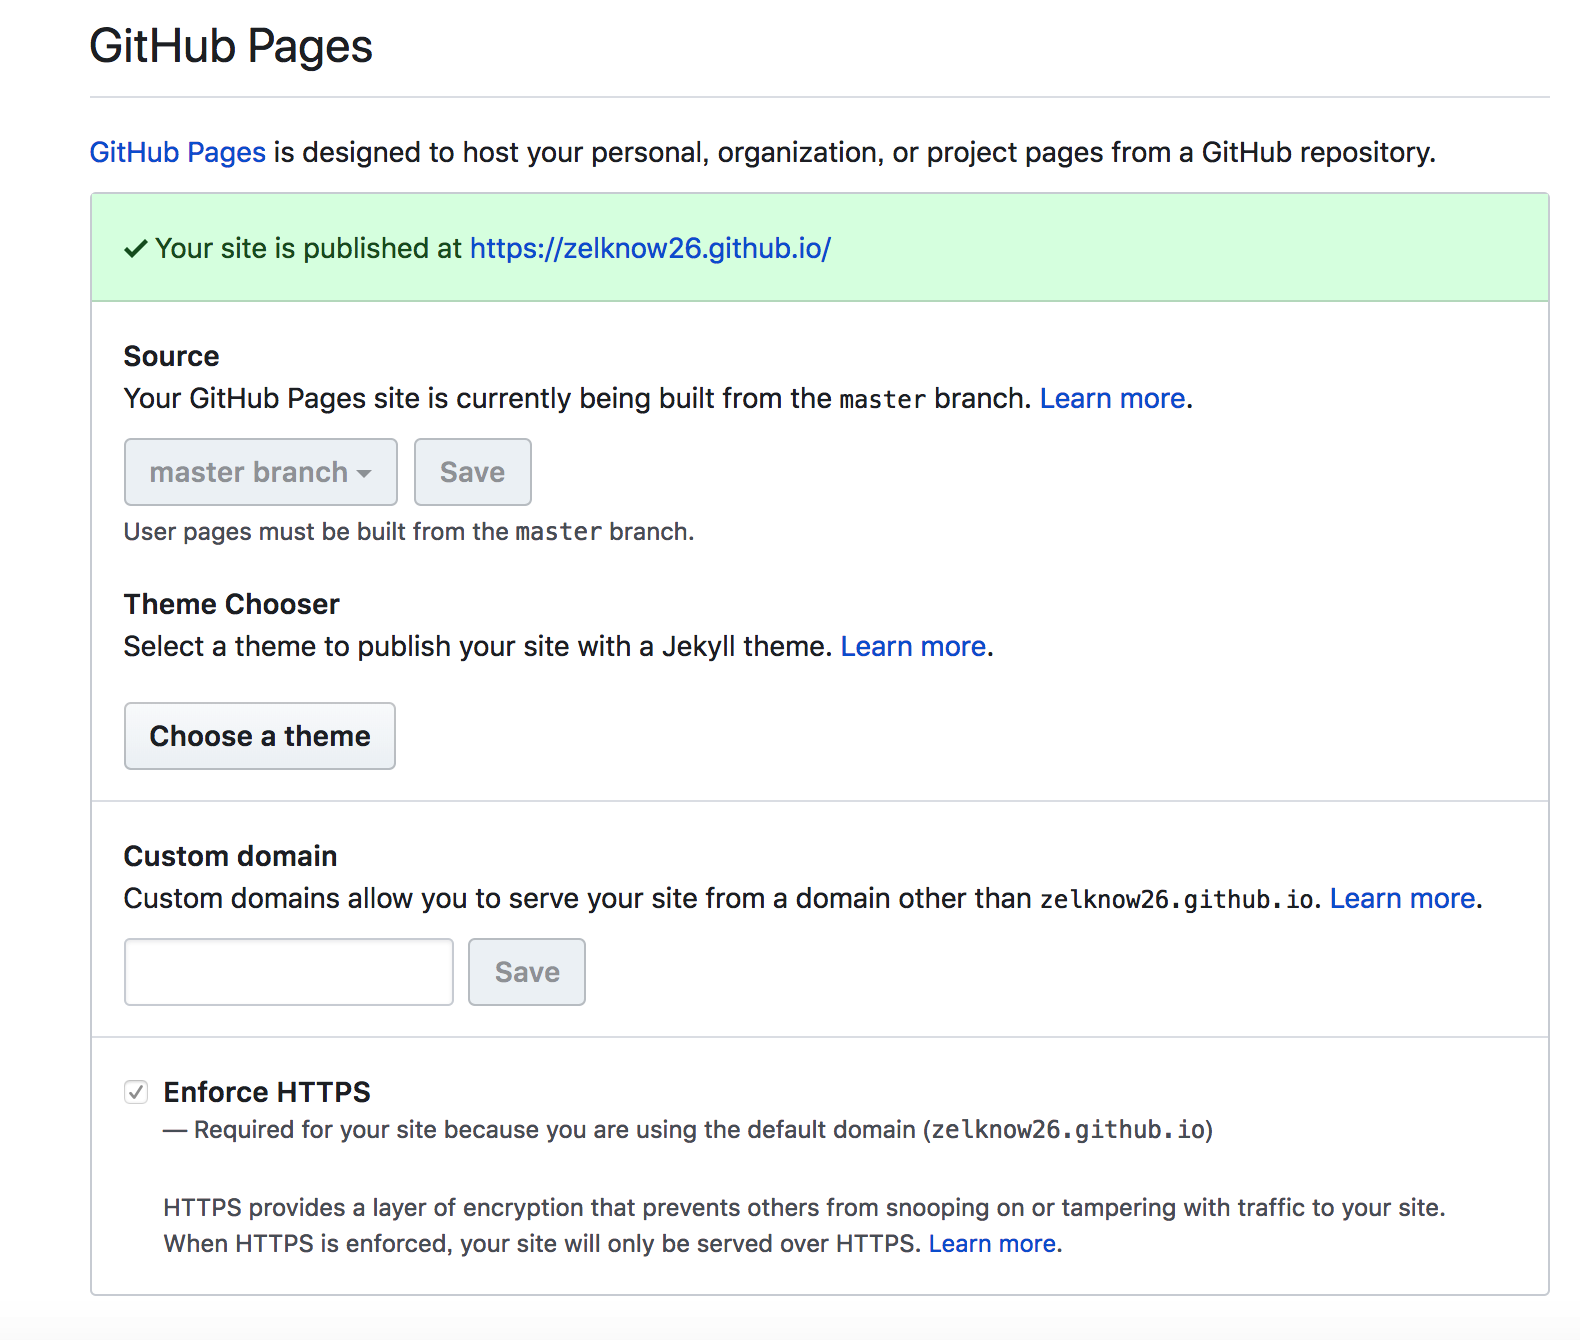 GitHub Pages
GitHub Pages is designed to host your personal, organization, or project pages from a GitHub repository.
Your site is published at https://zelknow26.github.io/
Source
Your GitHub Pages site is currently being built from the master branch. Learn more.
master branch Save
User pages must be built from the master branch.
Theme Chooser
Select a theme to publish your site with a Jekyll theme. Learn more.
Choose a theme
Custom domain
Custom domains allow you to serve your site from a domain other than zelknow26.github.io. Learn more.
Save
Enforce HTTPS
— Required for your site because you are using the default domain (zelknow26.github.io)
HTTPS provides a layer of encryption that prevents others from snooping on or tampering with traffic to your site.
When HTTPS is enforced, your site will only be served over HTTPS. Learn more.